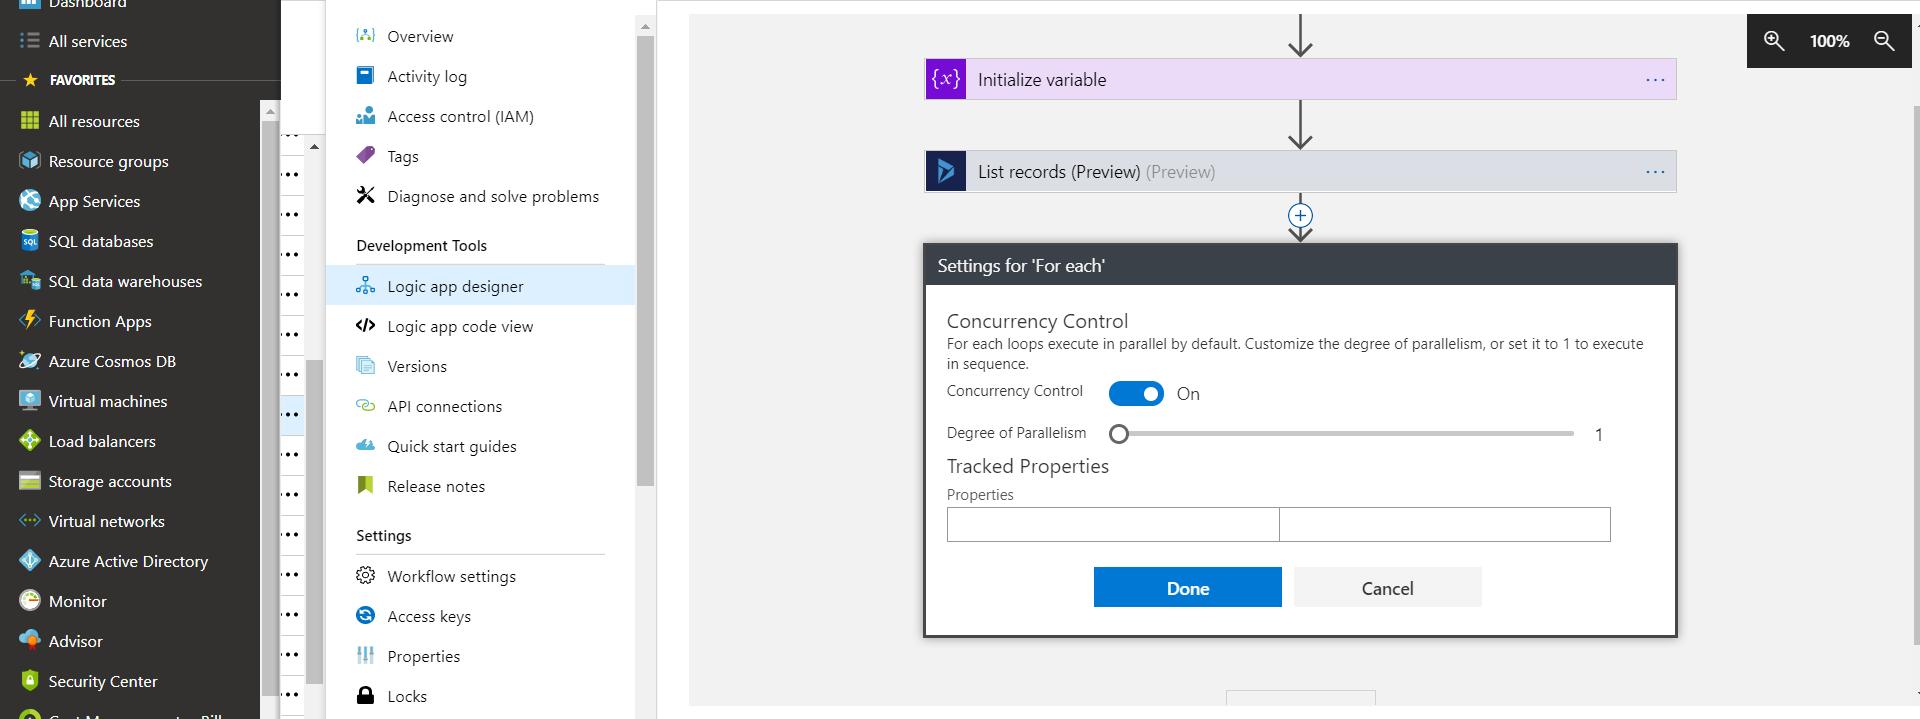 Dashboard
All services
FAVORITES
All resources
Resource groups
App Services
SQL databases
SQL data warehouses
Function Apps
Azure Cosmos DB
Virtual machines
Load balancers
Storage accounts
Virtual networks
Azure Active Directory
Monitor
Advisor
Security Center
Overview
Activity log
Access control (IAM)
Tags
Diagnose and solve problems
Development Tools
Logic app designer
Logic app code view
Versions
API connections
Quick start guides
Release notes
Settings
Workflow settings
Access keys
Properties
Locks
100%
{x} Initialize variable
List records (Preview) (Preview)
Settings for 'For each'
Concurrency Control
For each loops execute in parallel by default. Customize the degree of parallelism, or set it to 1 to execute
in sequence.
Concurrency Control On
Degree of Parallelism 1
Tracked Properties
Properties
Done Cancel